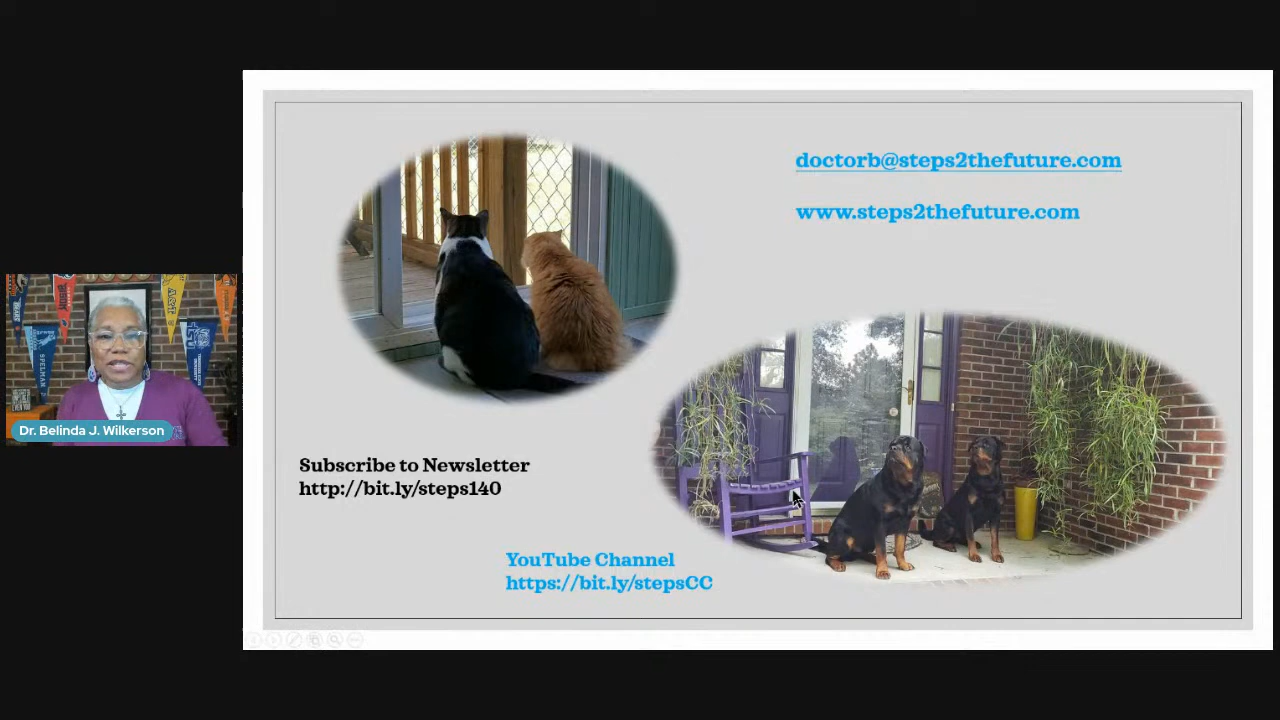 doctorb@steps2thefuture.com
www.steps2thefuture.com
SPELMAN
Dr. Belinda J. Wilkerson
Subscribe to Newsletter
http://bit.ly/steps140
YouTube Channel
https://bit.ly/stepsCC